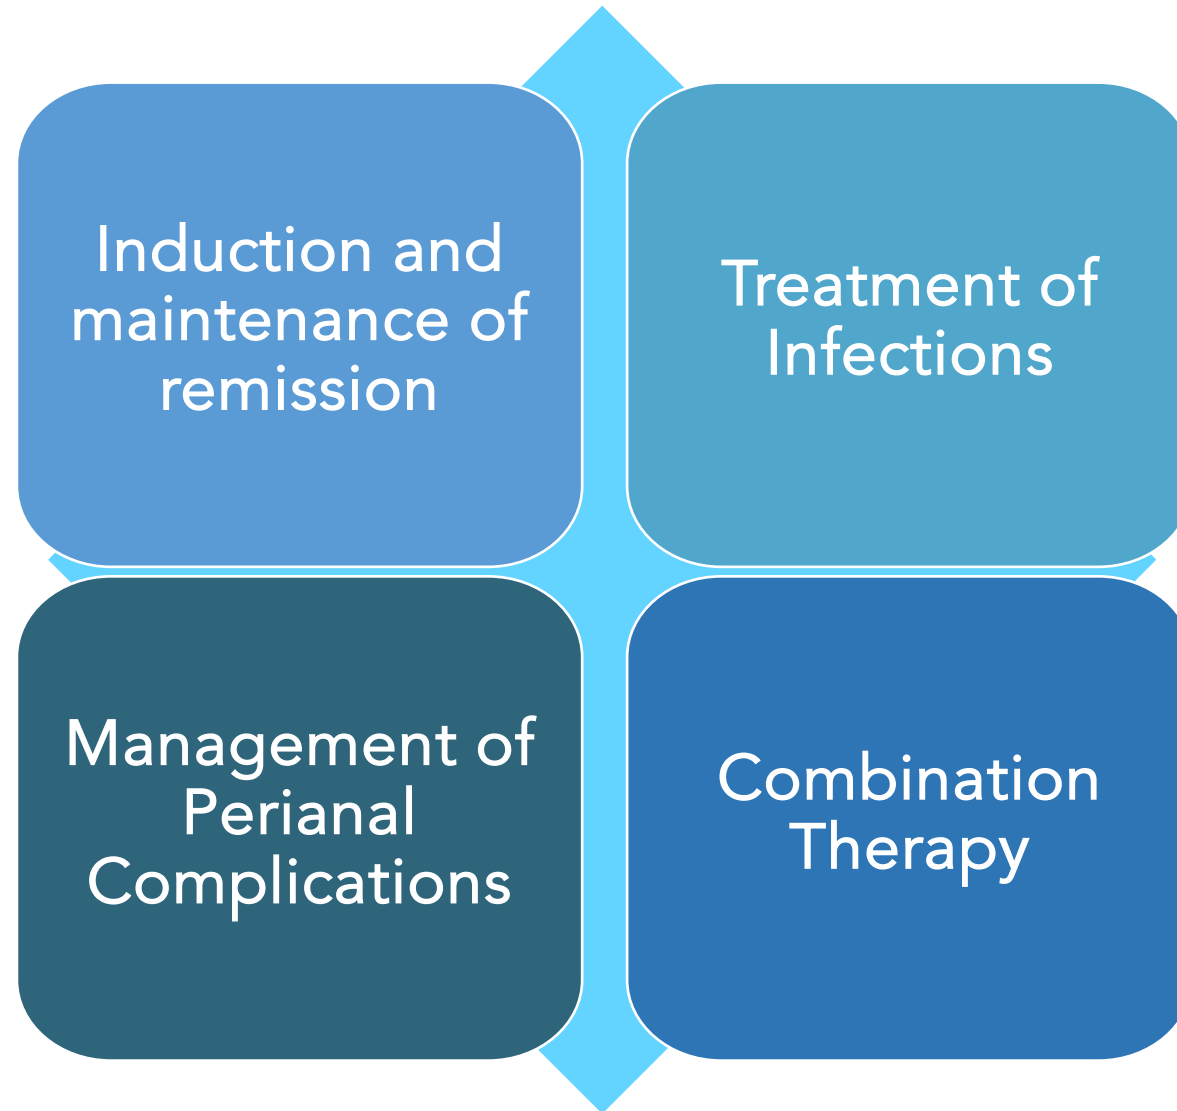 Induction and
maintenance of
remission
Treatment of
Infections
Management of
Perianal
Complications
Combination
Therapy